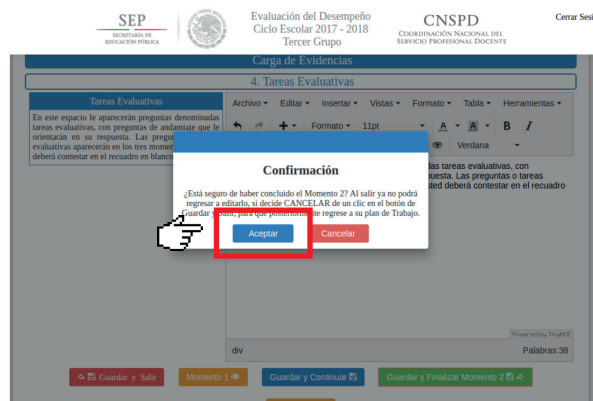 SEP
SECRETARÍA DE
EDUCACIÓN PÚBLICA
Evaluación del Desempeño
Ciclo Escolar 2017 - 2018
Tercer Grupo
CNSPD
COORDINACIÓN NACIONAL DEL
SERVICIO PROFESIONAL DOCENTE
Cerrar Sesi
Carga de Evidencias
4. Tareas Evaluativas
Tareas Evaluativas
En este espacio le aparecerán preguntas denominadas
tareas evaluativas, con preguntas de andamiaje que le
orientarán en su respuesta. Las pregu
evaluativas aparecerán en los tres mome
deberá contestar en el recuadro en blanco
Archivo Editar Insertar Vistas Formato Tabla Herramientas
Formato 11pt A A B I
Verdana
das tareas evaluativas, con
puesta. Las preguntas o tareas
sted deberá contestar en el recuadro
Confirmación
¿Está seguro de haber concluido el Momento 2? Al salir ya no podrá
regresar a editarlo, si decide CANCELAR de un clic en el botón de
Guardar y Salir, para que posteriormente regrese a su plan de Trabajo.
Aceptar Cancelar
Powered by TinyMCE
div Palabras:38
Guardar y Salir Momento 1 Guardar y Continuar Guardar y Finalizar Momento 2